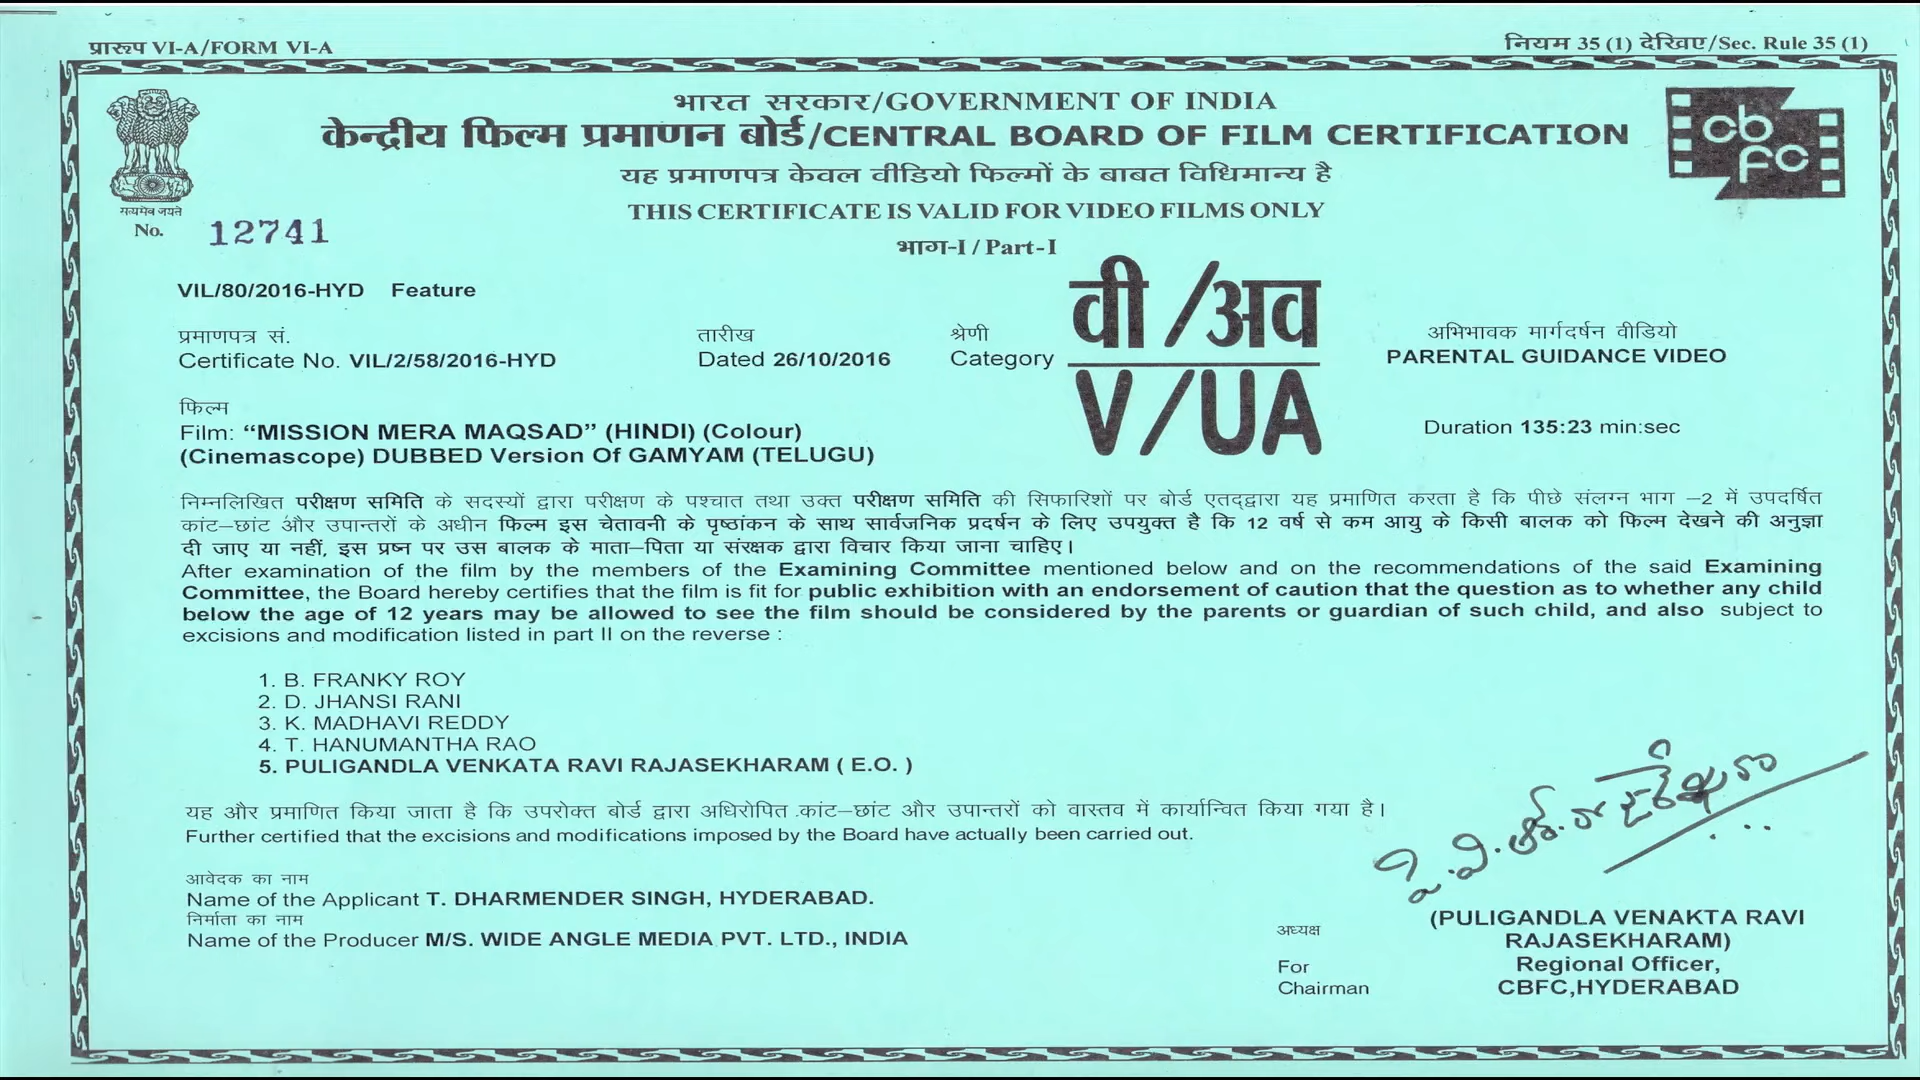 प्रारूप VI-A/FORM VI-A
नियम 35 (1) देखिए/Sec. Rule 35 (1)
भारत सरकार/GOVERNMENT OF INDIA
केन्द्रीय फिल्म प्रमाणन बोर्ड/CENTRAL BOARD OF FILM CERTIFICATION
cb
fc
यह प्रमाणपत्र केवल वीडियो फिल्मों के बाबत विधिमान्य है
THIS CERTIFICATE IS VALID FOR VIDEO FILMS ONLY
सत्यमेव जयते
No. 12741
भाग-I / Part-I
VIL/80/2016-HYD Feature
वी/अव
प्रमाणपत्र सं. तारीख श्रेणी अभिभावक मार्गदर्षन वीडियो
Certificate No. VIL/2/58/2016-HYD Dated 26/10/2016 Category PARENTAL GUIDANCE VIDEO
V/UA
फिल्म
Film: “MISSION MERA MAQSAD” (HINDI) (Colour) Duration 135:23 min:sec
(Cinemascope) DUBBED Version Of GAMYAM (TELUGU)
निम्नलिखित परीक्षण समिति के सदस्यों द्वारा परीक्षण के पश्चात तथा उक्त परीक्षण समिति की सिफारिशों पर बोर्ड एतद्द्वारा यह प्रमाणित करता है कि पीछे संलग्न भाग –2 में उपदर्षित
कांट–छांट और उपान्तरों के अधीन फिल्म इस चेतावनी के पृष्ठांकन के साथ सार्वजनिक प्रदर्षन के लिए उपयुक्त है कि 12 वर्ष से कम आयु के किसी बालक को फिल्म देखने की अनुज्ञा
दी जाए या नहीं, इस प्रष्न पर उस बालक के माता–पिता या संरक्षक द्वारा विचार किया जाना चाहिए।
After examination of the film by the members of the Examining Committee mentioned below and on the recommendations of the said Examining
Committee, the Board hereby certifies that the film is fit for public exhibition with an endorsement of caution that the question as to whether any child
below the age of 12 years may be allowed to see the film should be considered by the parents or guardian of such child, and also subject to
excisions and modification listed in part II on the reverse :
1. B. FRANKY ROY
2. D. JHANSI RANI
3. K. MADHAVI REDDY
4. T. HANUMANTHA RAO
5. PULIGANDLA VENKATA RAVI RAJASEKHARAM ( E.O. )
यह और प्रमाणित किया जाता है कि उपरोक्त बोर्ड द्वारा अधिरोपित कांट–छांट और उपान्तरों को वास्तव में कार्यान्वित किया गया है।
Further certified that the excisions and modifications imposed by the Board have actually been carried out.
आवेदक का नाम
Name of the Applicant T. DHARMENDER SINGH, HYDERABAD.
निर्माता का नाम
Name of the Producer M/S. WIDE ANGLE MEDIA PVT. LTD., INDIA
अध्यक्ष
For
Chairman
(PULIGANDLA VENAKTA RAVI
RAJASEKHARAM)
Regional Officer,
CBFC,HYDERABAD